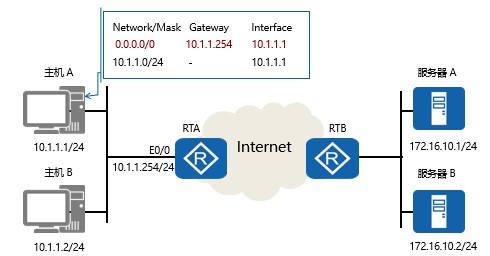 Network/Mask Gateway Interface
0.0.0.0/0 10.1.1.254 10.1.1.1
10.1.1.0/24 - 10.1.1.1
主机 A
服务器 A
10.1.1.1/24
RTA
RTB
E0/0
Internet
10.1.1.254/24
R
R
172.16.10.1/24
主机 B
服务器 B
10.1.1.2/24
172.16.10.2/24